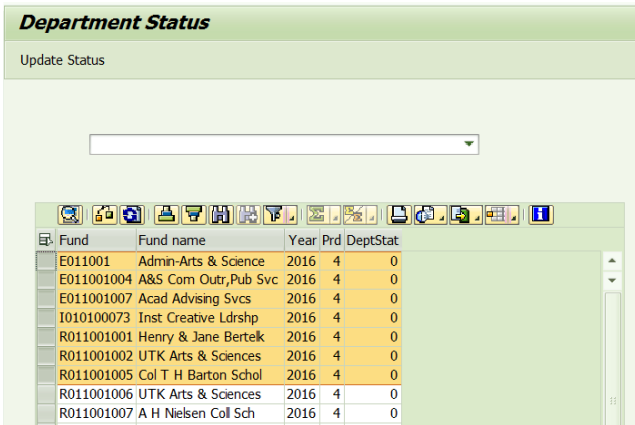 Department Status
Update Status
Fund Fund name Year Prd DeptStat
E011001 Admin-Arts & Science 2016 4 0
E011001004 A&S Com Outr,Pub Svc 2016 4 0
E011001007 Acad Advising Svcs 2016 4 0
I010100073 Inst Creative Ldrshp 2016 4 0
R011001001 Henry & Jane Bertelk 2016 4 0
R011001002 UTK Arts & Sciences 2016 4 0
R011001005 Col T H Barton Schol 2016 4 0
R011001006 UTK Arts & Sciences 2016 4 0
R011001007 A H Nielsen Coll Sch 2016 4 0